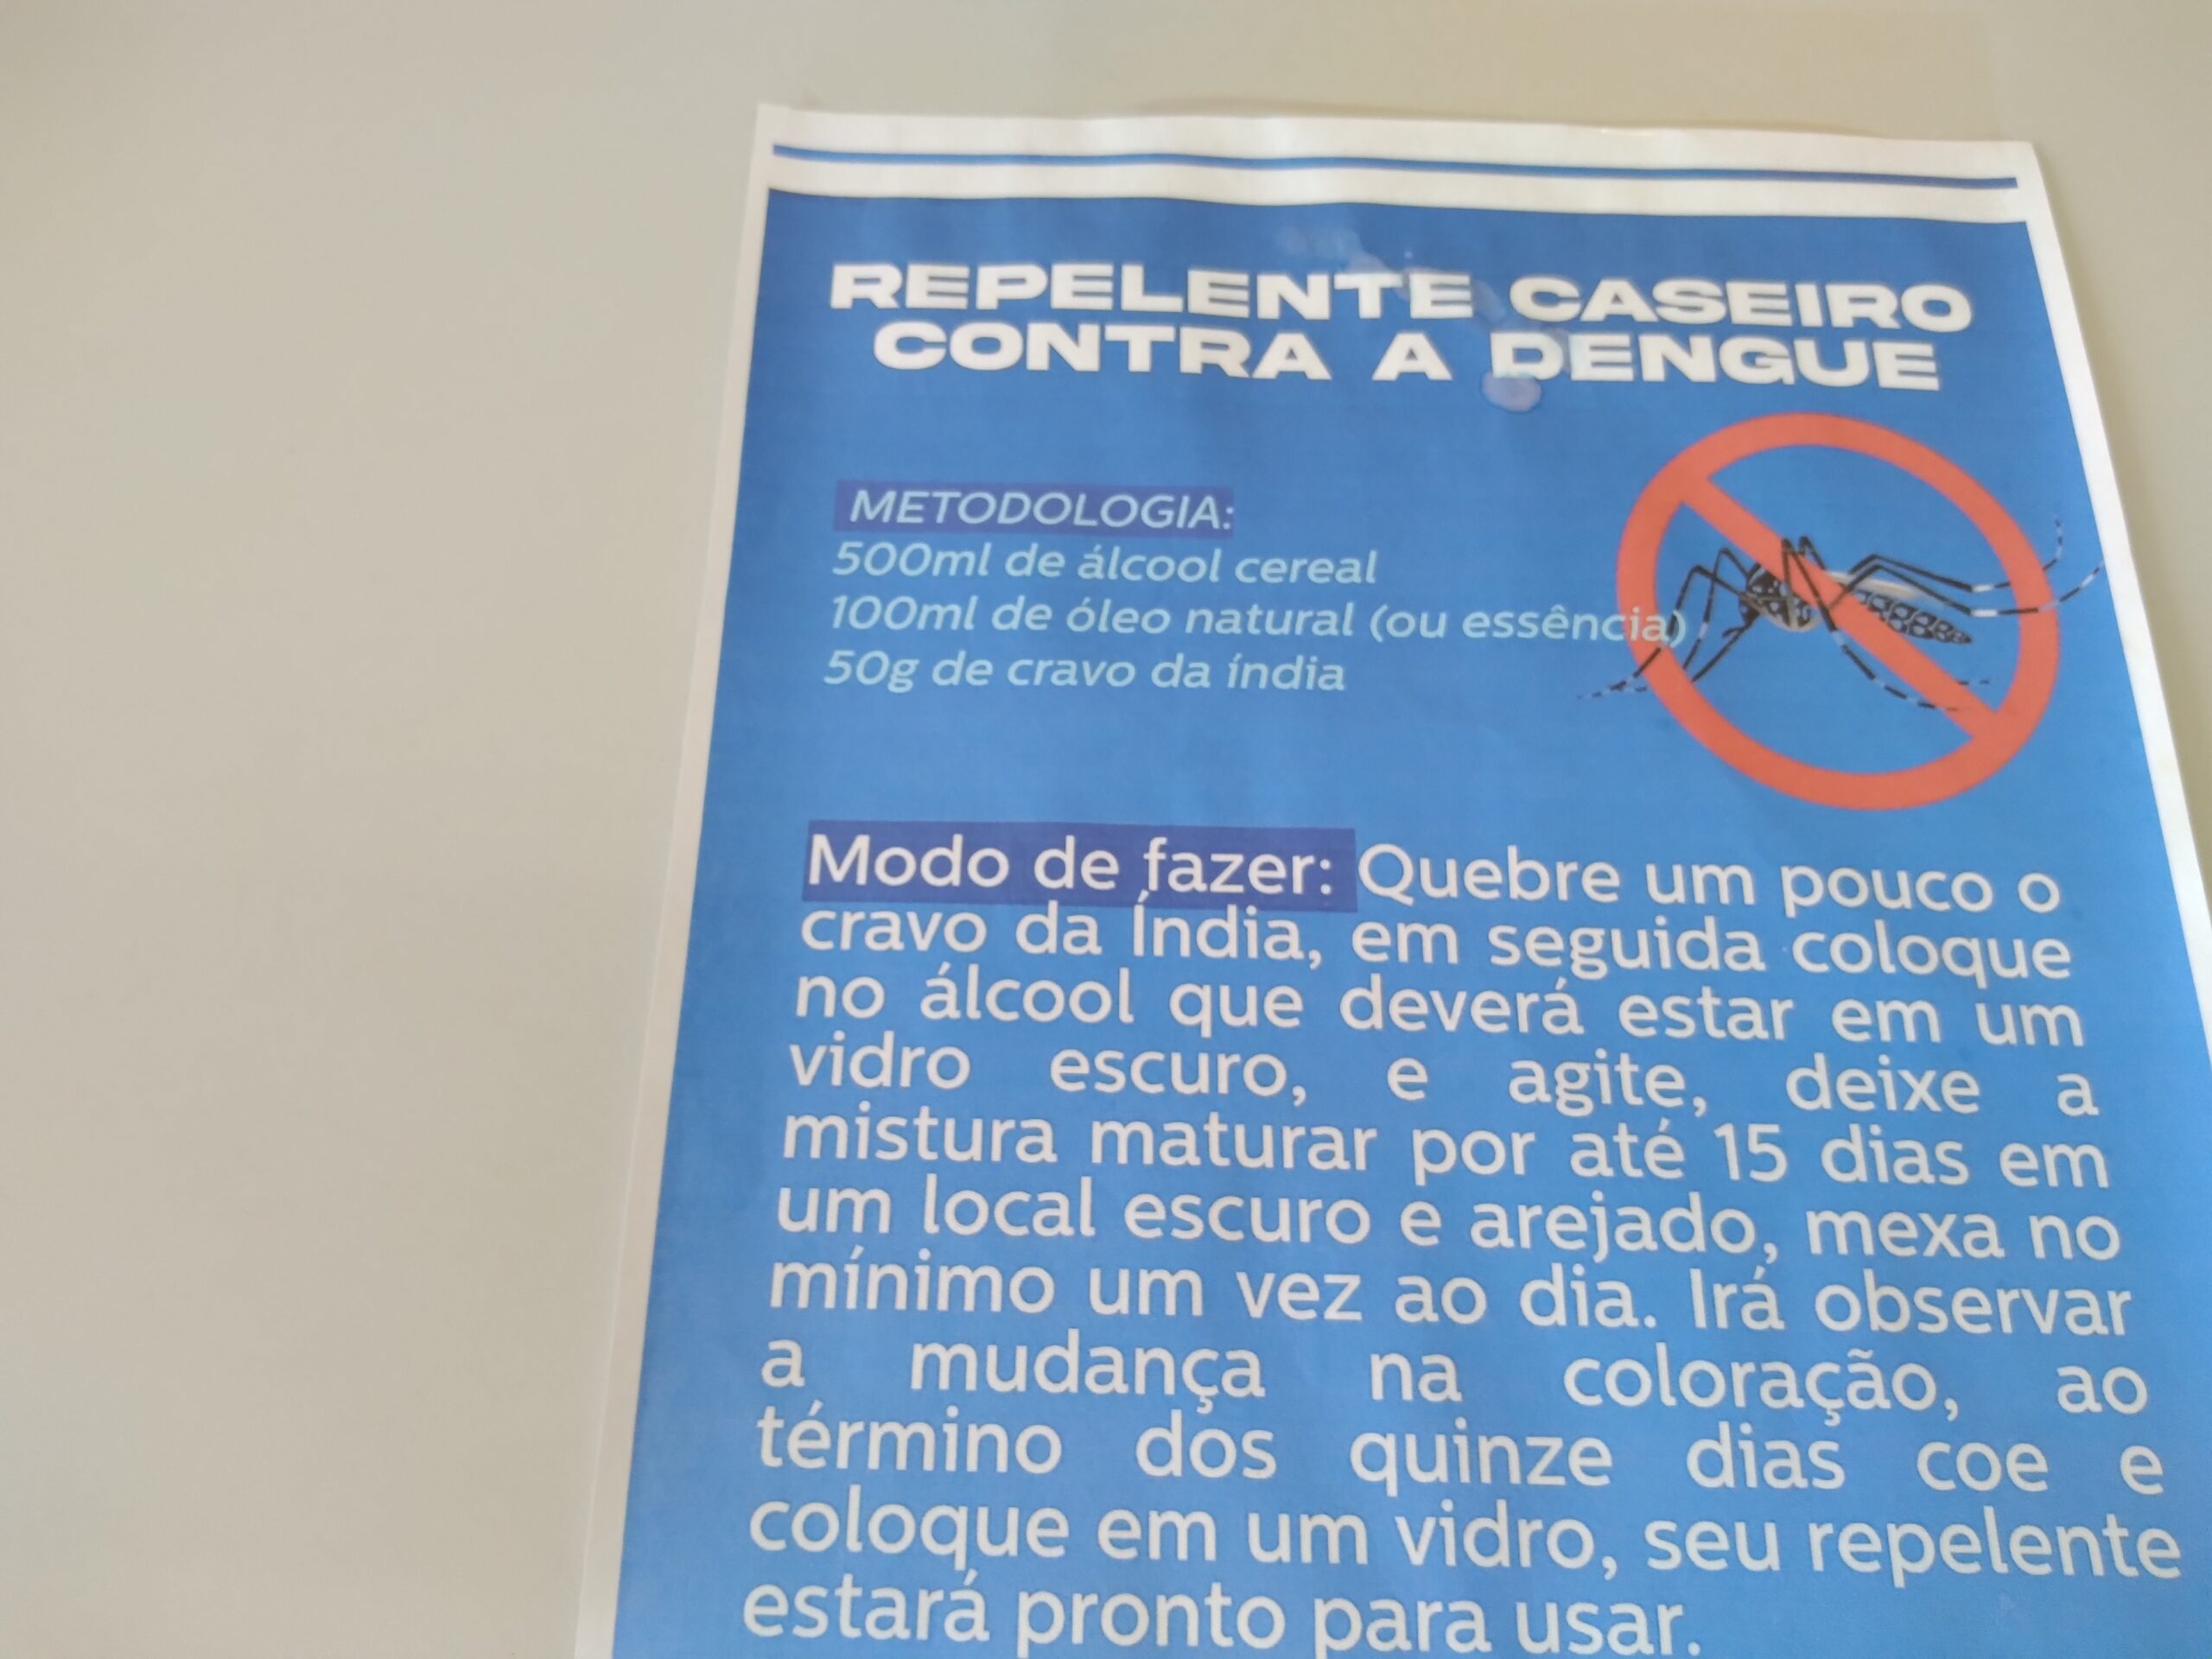 REPELENTE CASEIRO
CONTRA A DENGUE
METODOLOGIA:
500ml de álcool cereal
100ml de óleo natural (ou essência)
50g de cravo da índia
Modo de fazer: Quebre um pouco o
cravo da Índia, em seguida coloque
no álcool que deverá estar em um
vidro escuro, e agite, deixe a
mistura maturar por até 15 dias em
um local escuro e arejado, mexa no
mínimo um vez ao dia. Irá observar
a mudança na coloração, ao
término dos quinze dias coe e
coloque em um vidro, seu repelente
estará pronto para usar.